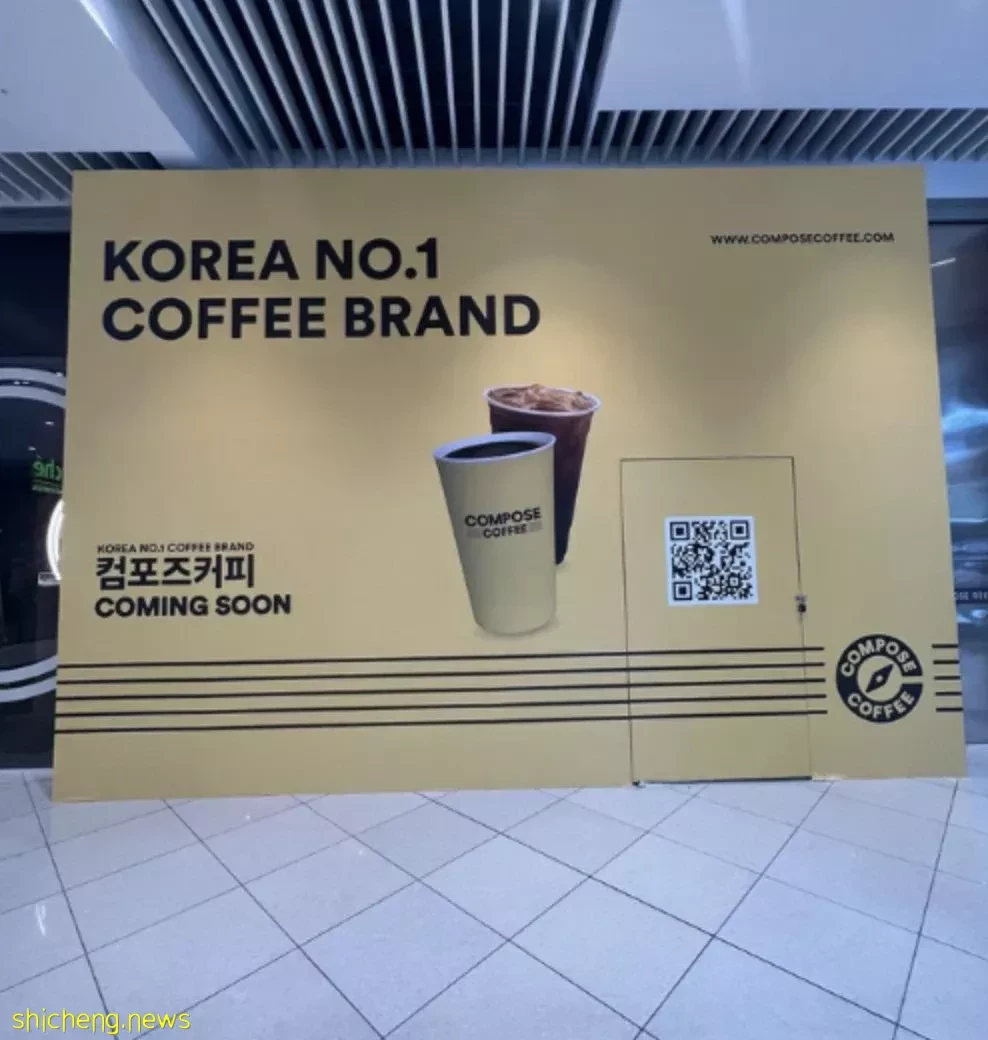 KOREA NO.1
COFFEE BRAND
WWW.COMPOSECOFFEE.COM
COMPOSE
COFFEE
KOREA NO.1 COFFEE BRAND
컴포즈커피
COMING SOON
COMPOSE
COFFEE
shicheng.news